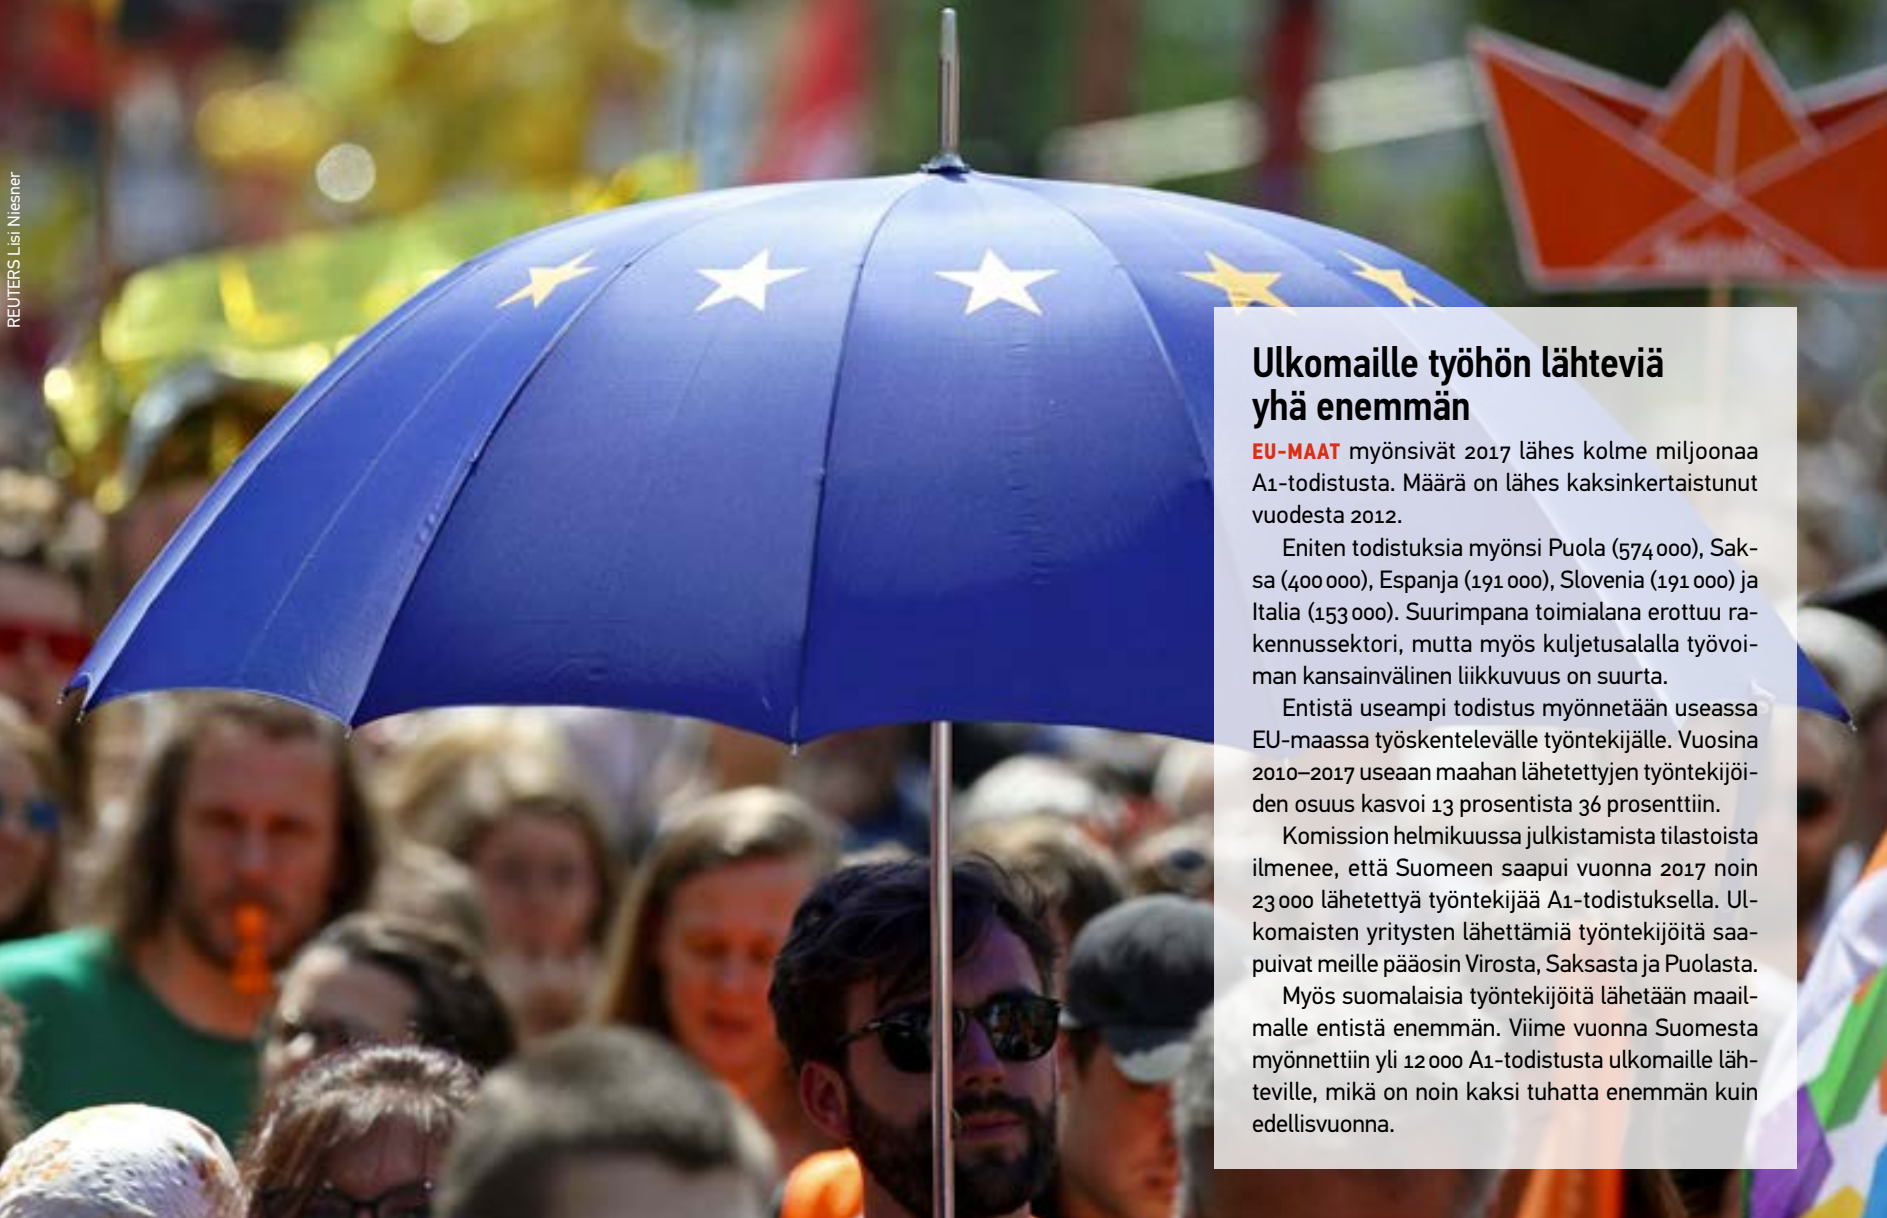 REUTERS Lisi Niesner
Ulkomaille työhön lähteviä
yhä enemmän
EU-MAAT myönsivät 2017 lähes kolme miljoonaa
A1-todistusta. Määrä on lähes kaksinkertaistunut
vuodesta 2012.
Eniten todistuksia myönsi Puola (574 000), Sak-
sa (400 000), Espanja (191 000), Slovenia (191 000) ja
Italia (153 000). Suurimpana toimialana erottuu ra-
kennussektori, mutta myös kuljetusalalla työvoi-
man kansainvälinen liikkuvuus on suurta.
Entistä useampi todistus myönnetään useassa
EU-maassa työskentelevälle työntekijälle. Vuosina
2010–2017 useaan maahan lähetettyjen työntekijöi-
den osuus kasvoi 13 prosentista 36 prosenttiin.
Komission helmikuussa julkistamista tilastoista
ilmenee, että Suomeen saapui vuonna 2017 noin
23 000 lähetettyä työntekijää A1-todistuksella. Ul-
komaisten yritysten lähettämiä työntekijöitä saa-
puivat meille pääosin Virosta, Saksasta ja Puolasta.
Myös suomalaisia työntekijöitä lähetään maail-
malle entistä enemmän. Viime vuonna Suomesta
myönnettiin yli 12 000 A1-todistusta ulkomaille läh-
teville, mikä on noin kaksi tuhatta enemmän kuin
edellisvuonna.